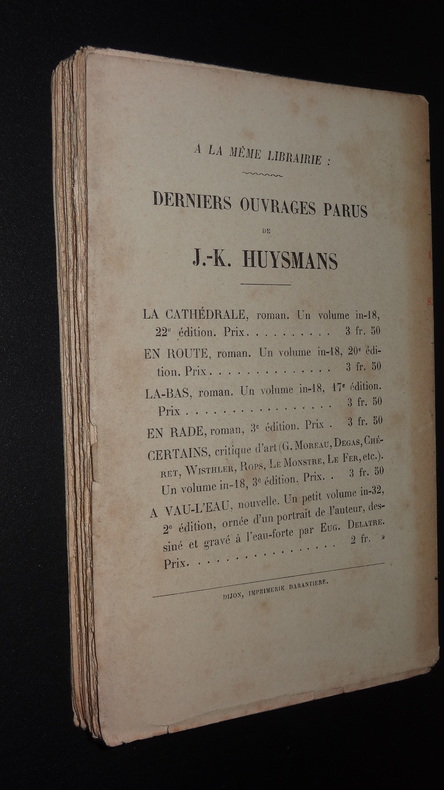 A LA MÊME LIBRAIRIE :
DERNIERS OUVRAGES PARUS
DE
J.-K. HUYSMANS
LA CATHÉDRALE, roman. Un volume in-18,
22e édition. Prix. . . . . . . . . . 3 fr. 50
EN ROUTE, roman. Un volume in-18, 20e édi-
tion. Prix. . . . . . . . . . . . . . 3 fr. 50
LA-BAS, roman. Un volume in-18, 17e édition.
Prix . . . . . . . . . . . . . . . . 3 fr. 50
EN RADE, roman, 3e édition. Prix . 3 fr. 50
CERTAINS, critique d'art (G. MOREAU, DEGAS, CHÉ-
RET, WISTHLER, ROPS, LE MONSTRE, LE FER, etc.).
Un volume in-18, 3e édition, Prix. . 3 fr. 50
A VAU-L'EAU, nouvelle. Un petit volume in-32,
2e édition, ornée d'un portrait de l'auteur, des-
siné et gravé à l'eau-forte par EUG. DELATRE.
Prix. . . . . . . . . . . . . . . . . 2 fr. »
DIJON, IMPRIMERIE DARANTIERE.